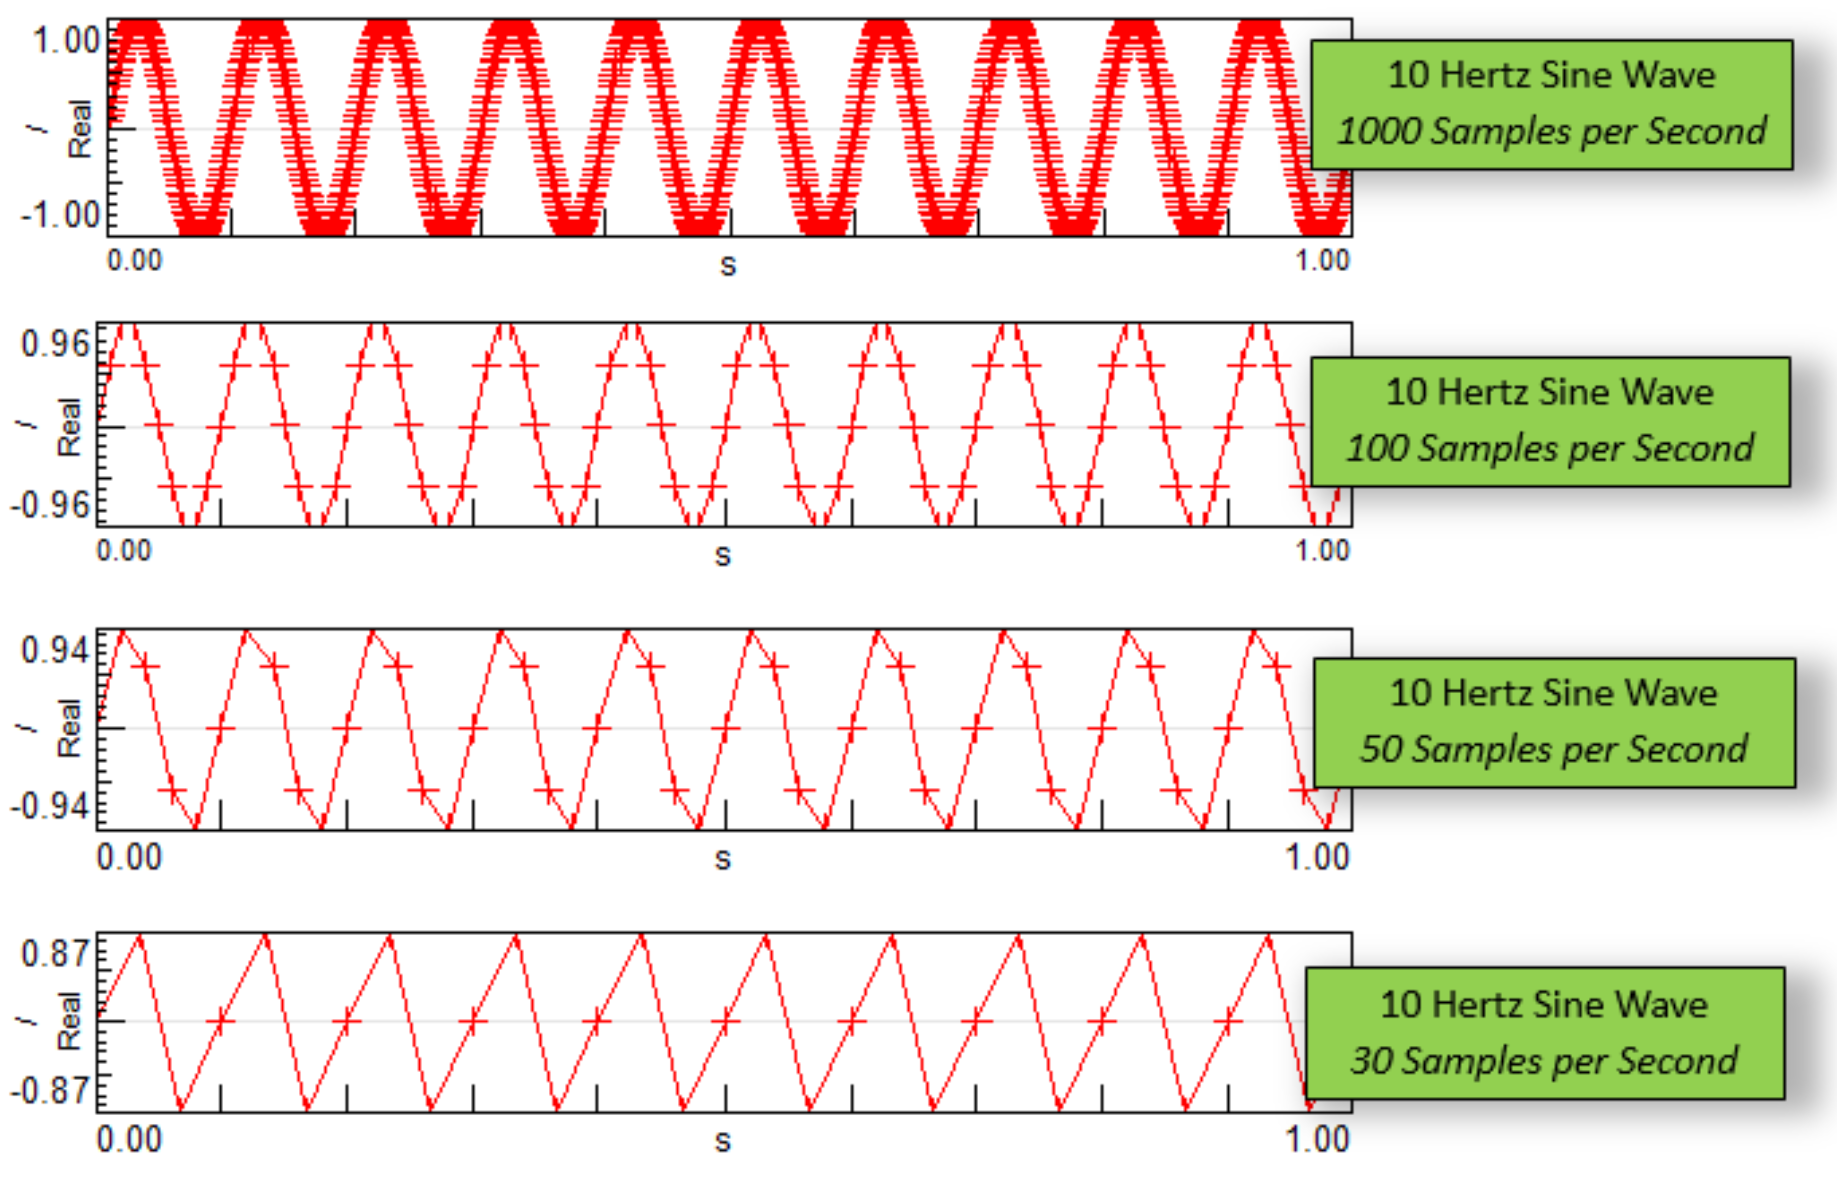 1.00
Real
/
-1.00
0.00
s
1.00
10 Hertz Sine Wave
1000 Samples per Second
0.96
Real
/
-0.96
0.00
s
1.00
10 Hertz Sine Wave
100 Samples per Second
0.94
Real
/
-0.94
0.00
s
1.00
10 Hertz Sine Wave
50 Samples per Second
0.87
Real
/
-0.87
0.00
s
1.00
10 Hertz Sine Wave
30 Samples per Second